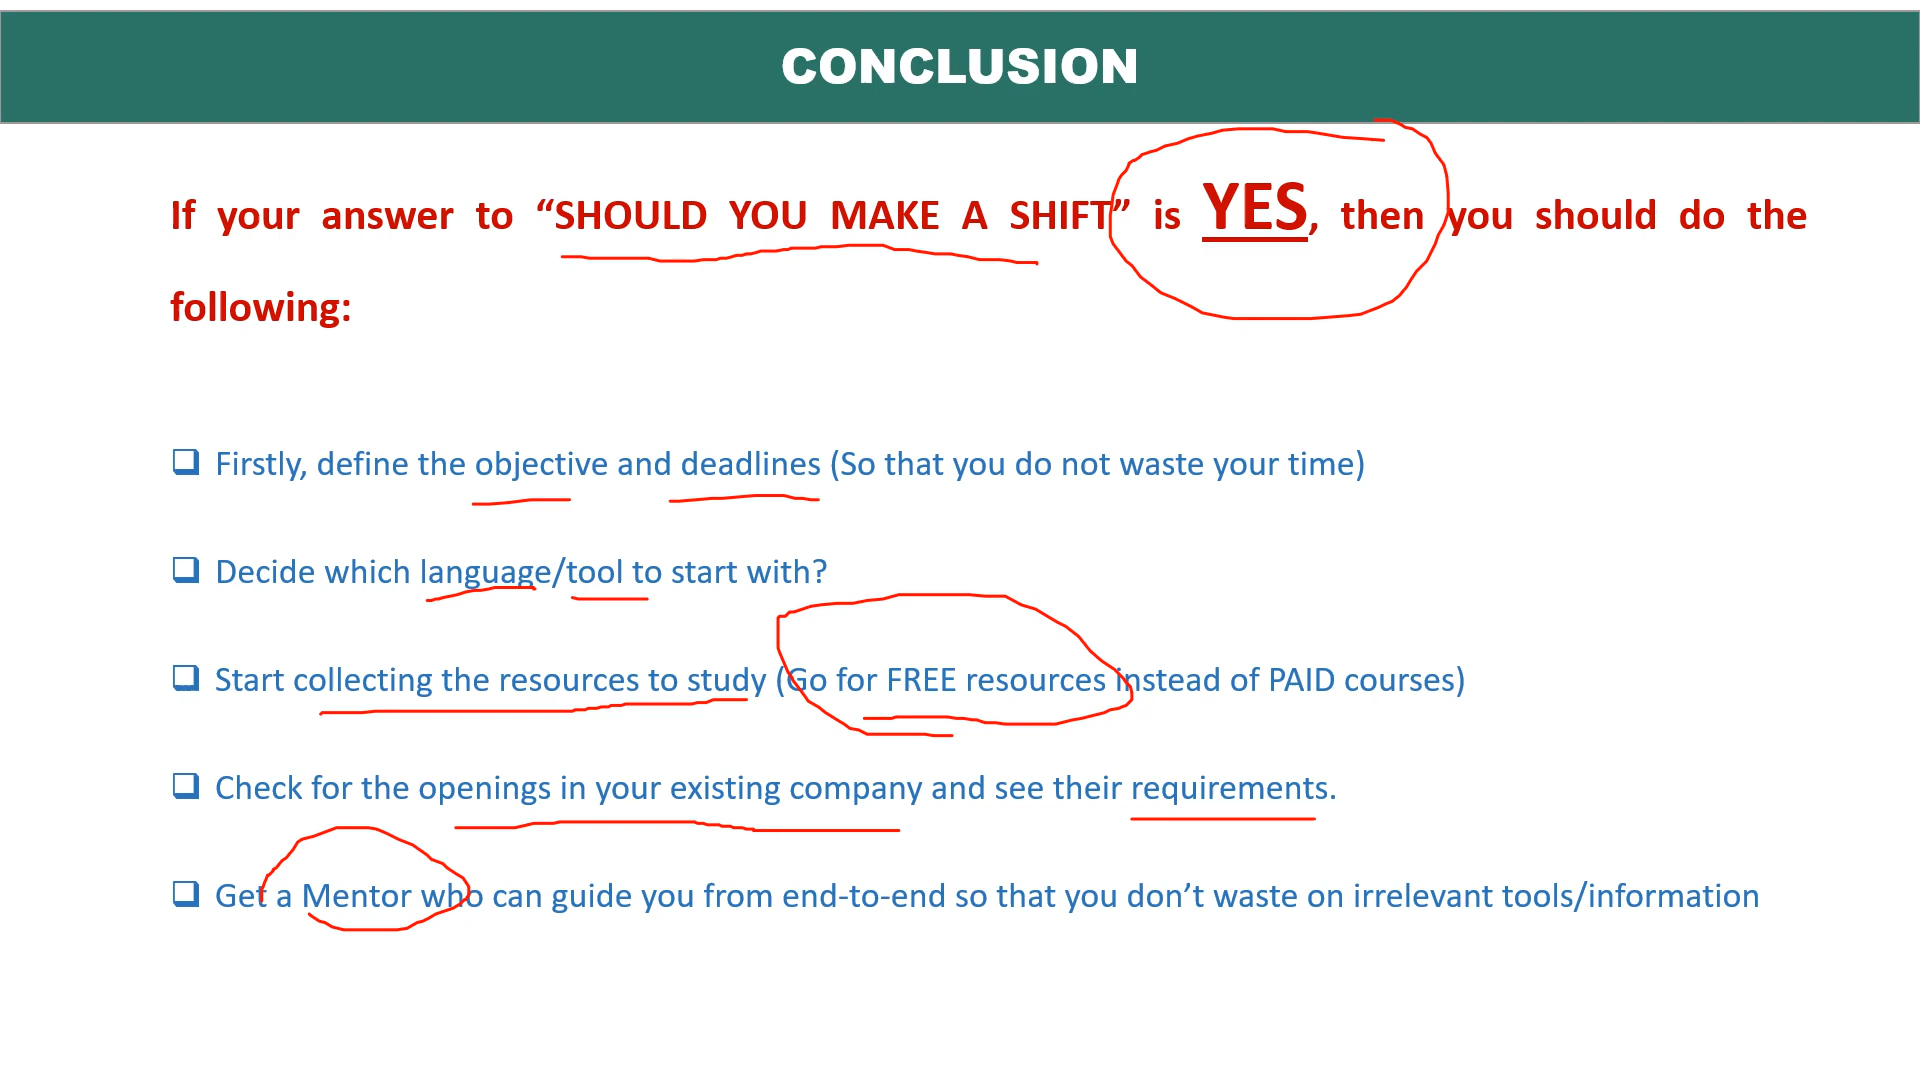 CONCLUSION
If your answer to “SHOULD YOU MAKE A SHIFT” is YES, then you should do the
following:
Firstly, define the objective and deadlines (So that you do not waste your time)
Decide which language/tool to start with?
Start collecting the resources to study (Go for FREE resources instead of PAID courses)
Check for the openings in your existing company and see their requirements.
Get a Mentor who can guide you from end-to-end so that you don’t waste on irrelevant tools/information